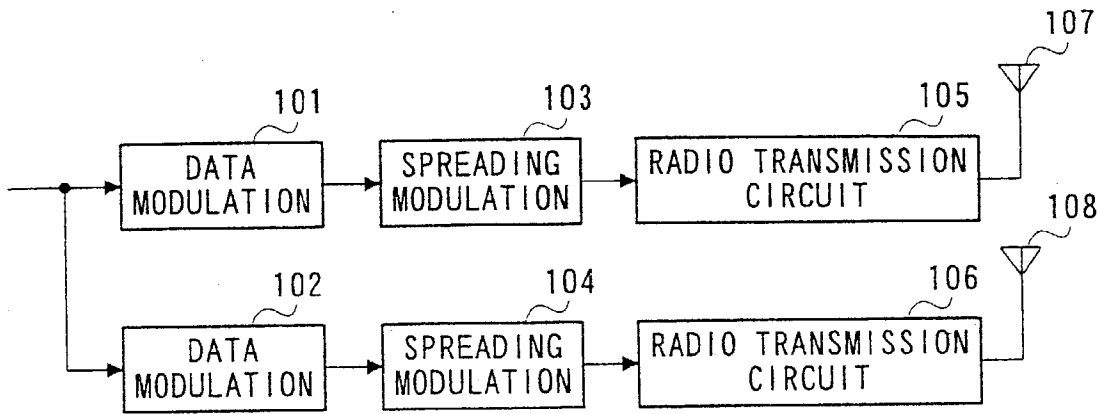 107
101
103
105
DATA
MODULATION
SPREADING
MODULATION
RADIO TRANSMISSION
CIRCUIT
108
102
104
106
DATA
MODULATION
SPREADING
MODULATION
RADIO TRANSMISSION
CIRCUIT